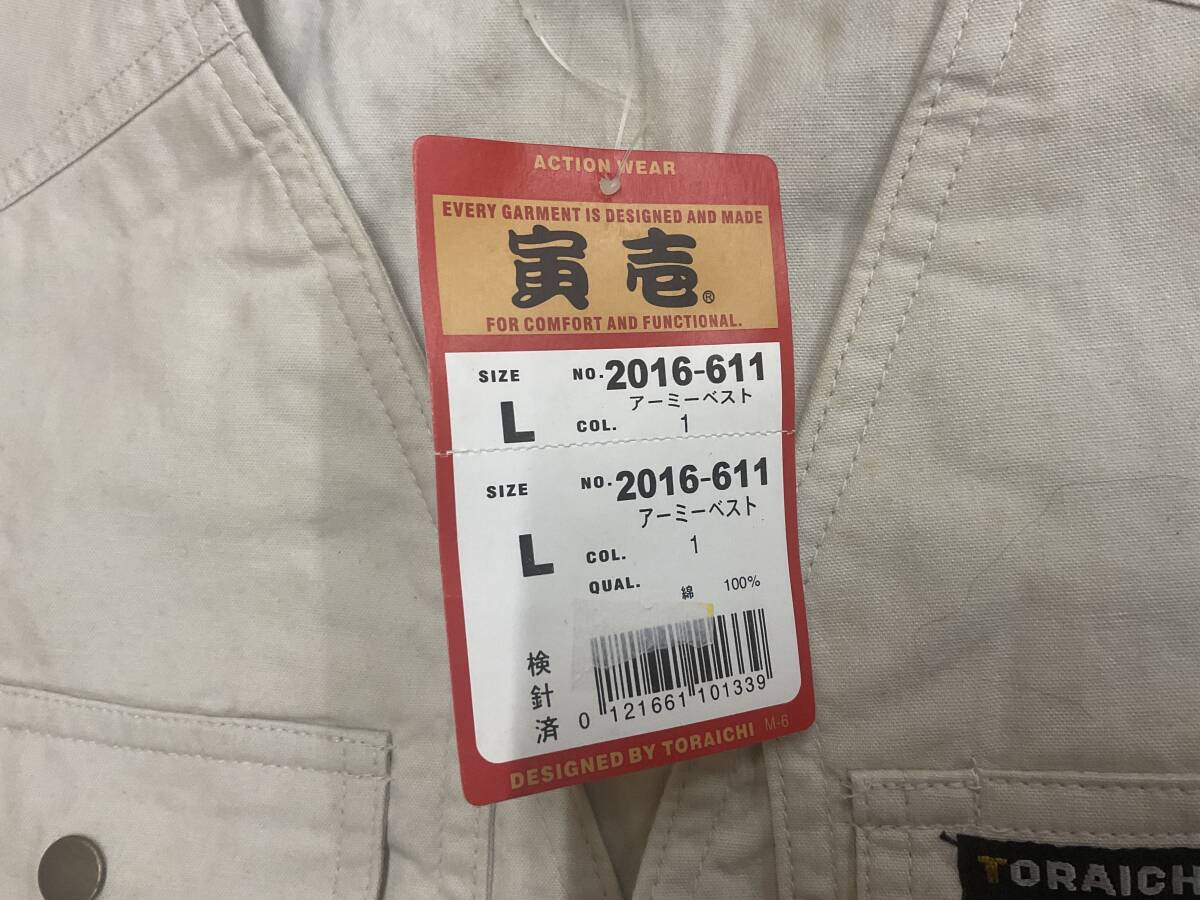 ACTION WEAR
EVERY GARMENT IS DESIGNED AND MADE
寅壱®
FOR COMFORT AND FUNCTIONAL.
SIZE NO. 2016-611
アーミーベスト
L COL. 1
SIZE NO. 2016-611
アーミーベスト
L COL. 1
QUAL. 綿 100%
検針済
0 121661 101339
DESIGNED BY TORAICHI M-6
TORAICH